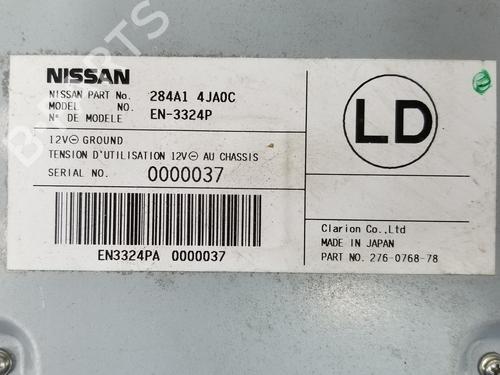 NISSAN
NISSAN PART No. 284A1 4JA0C
MODEL NO. EN-3324P
N° DE MODELE
12V⊖GROUND
TENSION D'UTILISATION 12V⊖ AU CHASSIS
SERIAL NO. 0000037
EN3324PA 0000037
LD
Clarion Co.,Ltd
MADE IN JAPAN
PART NO. 276-0768-78